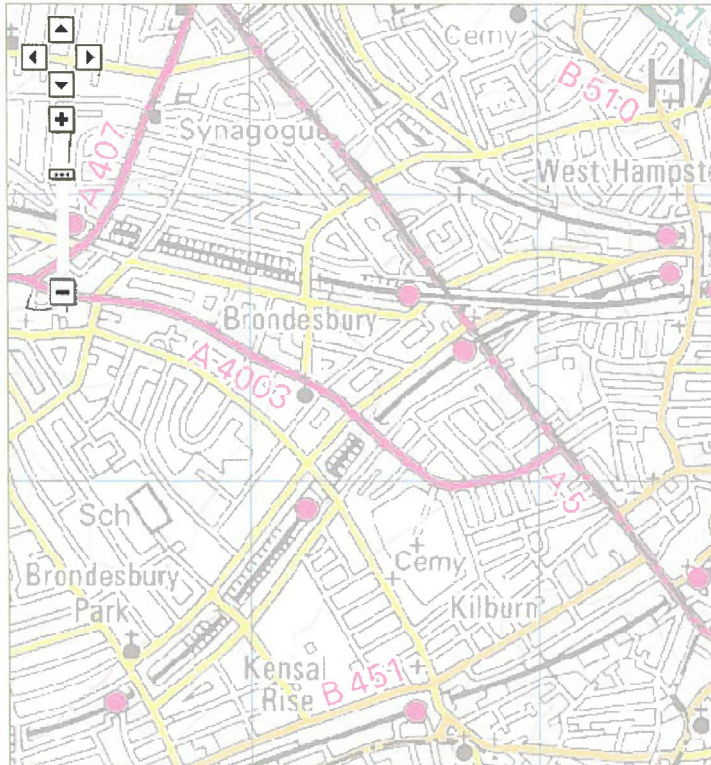 Cemy
B 510
H
A 407
Synagogue
West Hampst
Brondesbury
A 4003
A 5
Sch
Cemy
Brondesbury
Park
Kilburn
Kensal
Rise
B 451